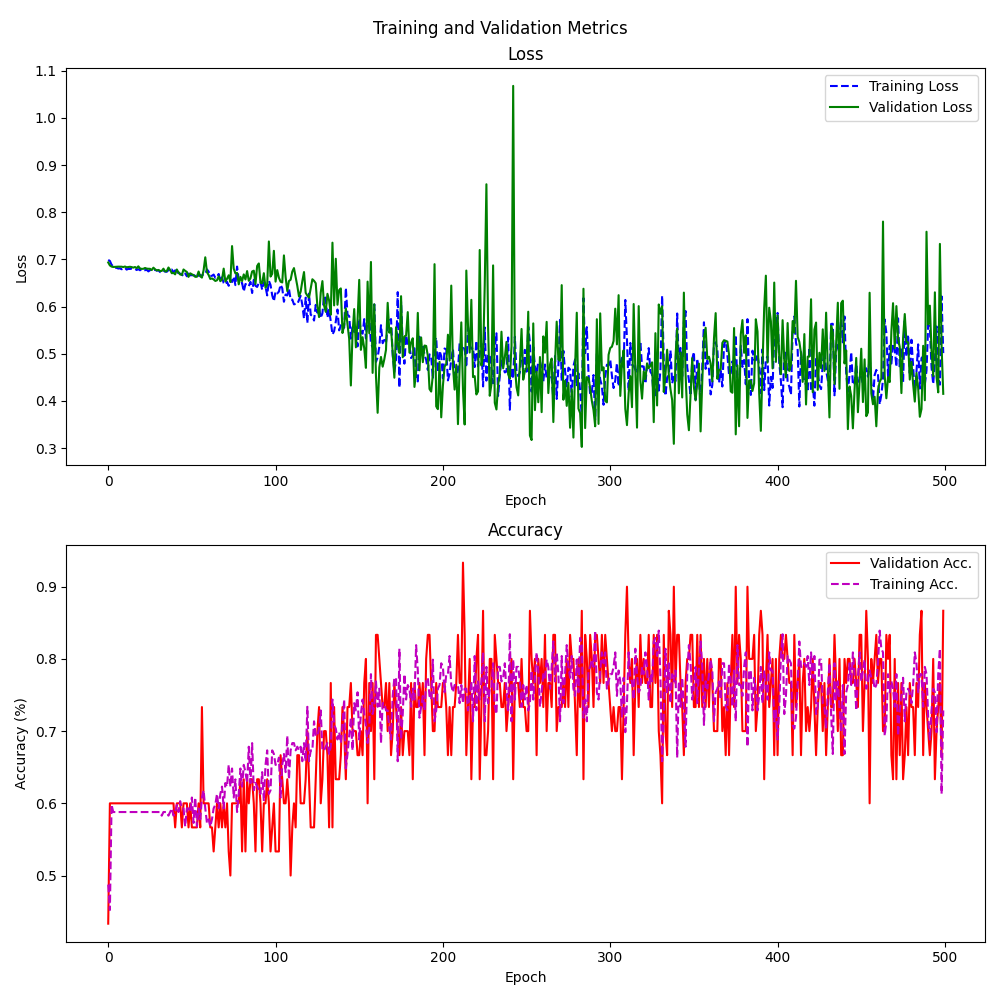 Training and Validation Metrics
Loss
1.1
1.0
0.9
0.8
0.7
0.6
0.5
0.4
0.3
Loss
Training Loss
Validation Loss
0 100 200 300 400 500
Epoch
Accuracy
0.9
0.8
0.7
0.6
0.5
Accuracy (%)
Validation Acc.
Training Acc.
0 100 200 300 400 500
Epoch